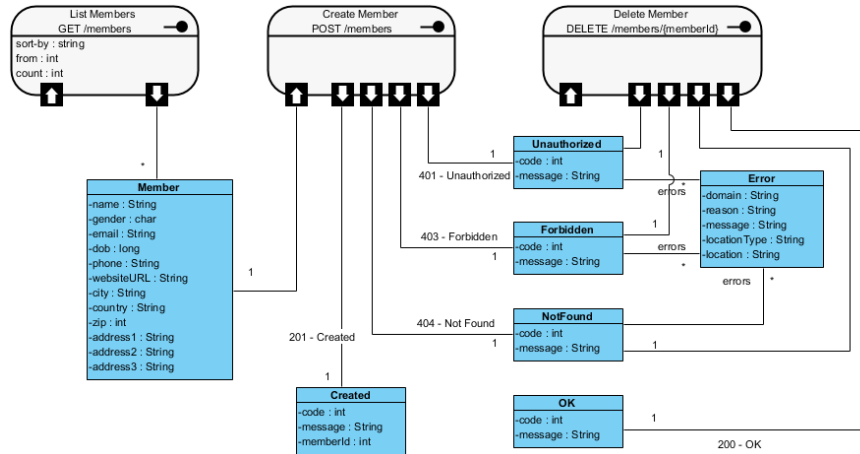 List Members
GET /members
sort-by : string
from : int
count : int
Create Member
POST /members
Delete Member
DELETE /members/{memberId}
*
Member
-name : String
-gender : char
-email : String
-dob : long
-phone : String
-websiteURL : String
-city : String
-country : String
-zip : int
-address1 : String
-address2 : String
-address3 : String
1
201 - Created
1
Created
-code : int
-message : String
-memberId : int
1
401 - Unauthorized
Unauthorized
-code : int
-message : String
1
errors
*
403 - Forbidden
1
Forbidden
-code : int
-message : String
1
errors
*
Error
-domain : String
-reason : String
-message : String
-locationType : String
-location : String
errors
*
404 - Not Found
1
NotFound
-code : int
-message : String
1
OK
-code : int
-message : String
1
200 - OK